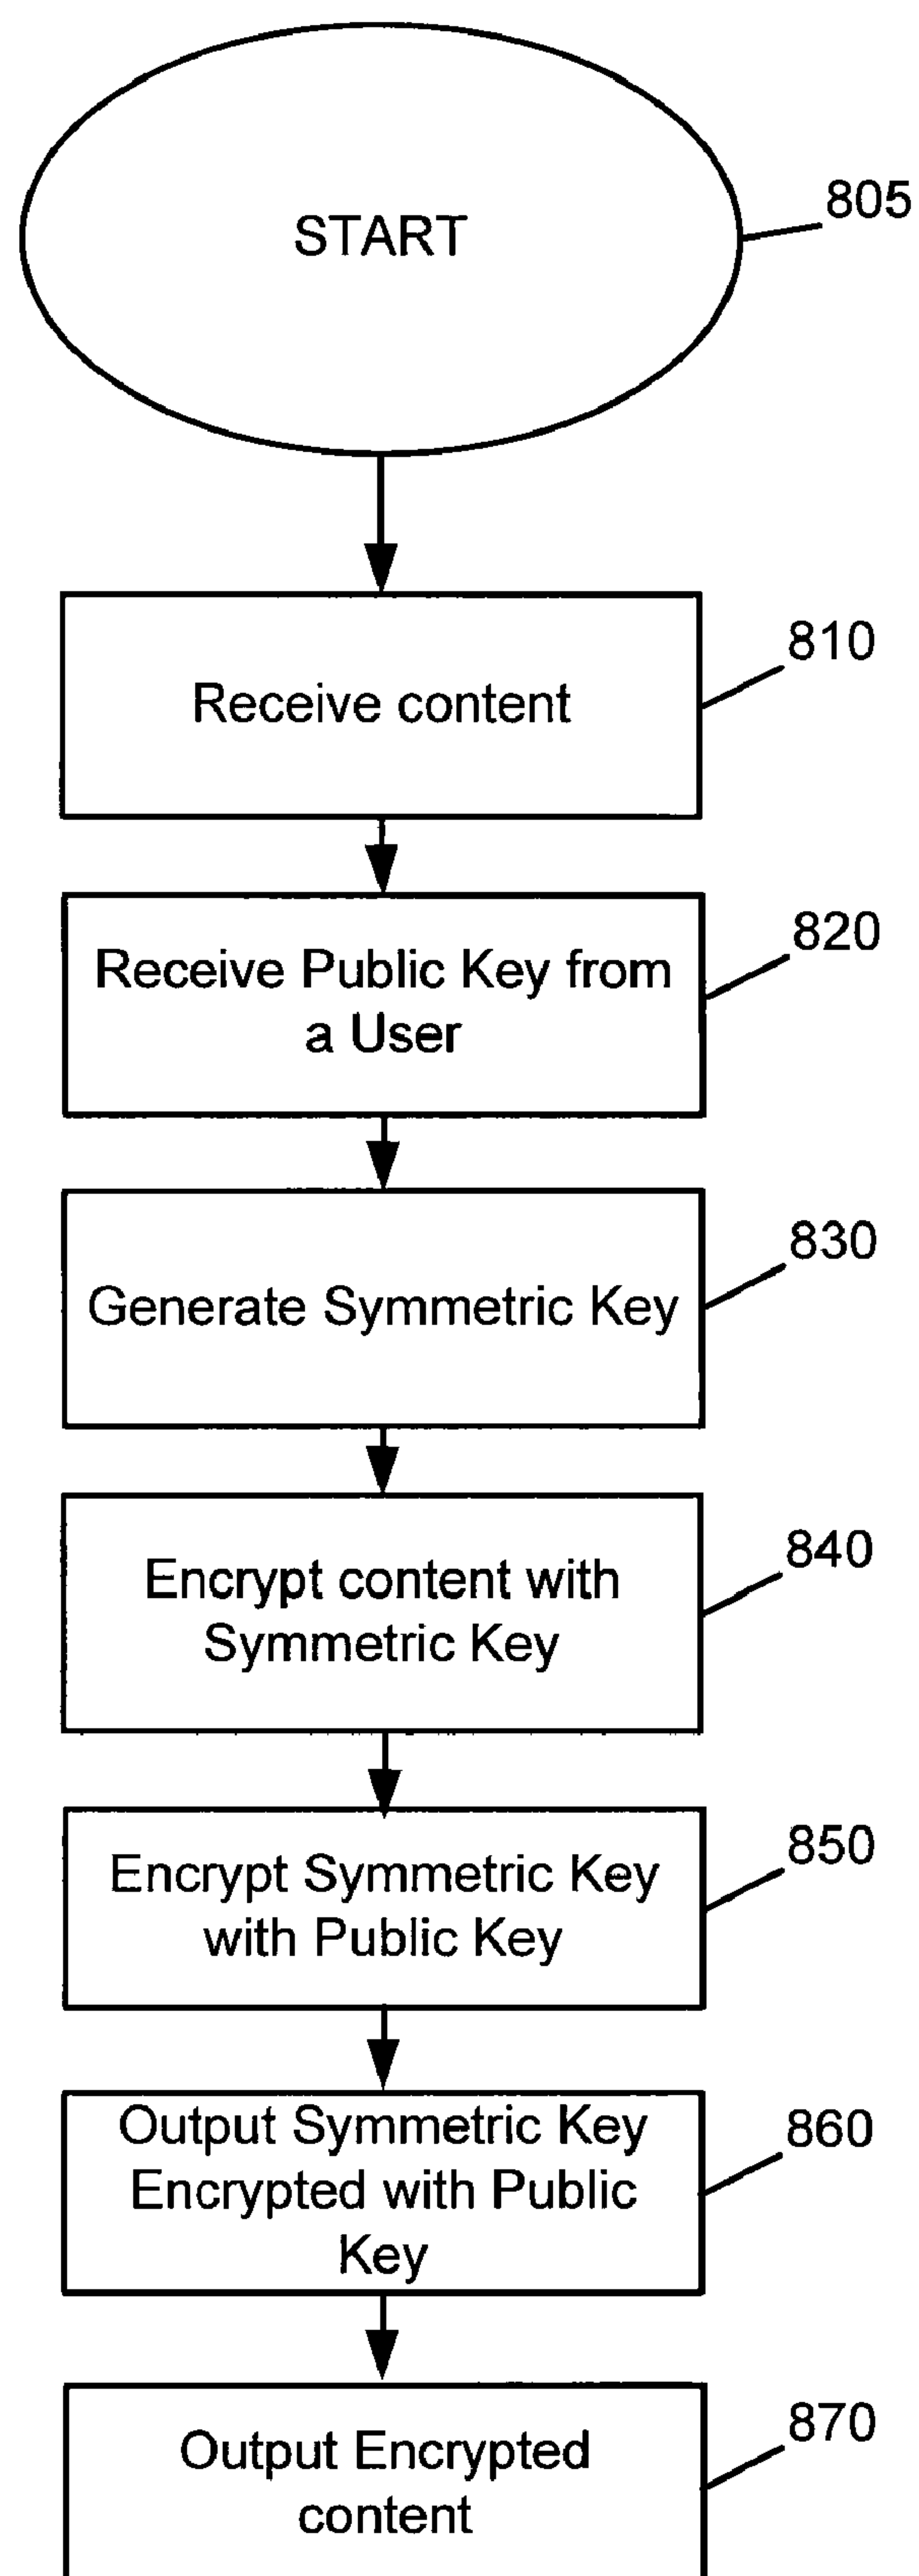 START
805
Receive content
810
Receive Public Key from
a User
820
Generate Symmetric Key
830
Encrypt content with
Symmetric Key
840
Encrypt Symmetric Key
with Public Key
850
Output Symmetric Key
Encrypted with Public
Key
860
Output Encrypted
content
870